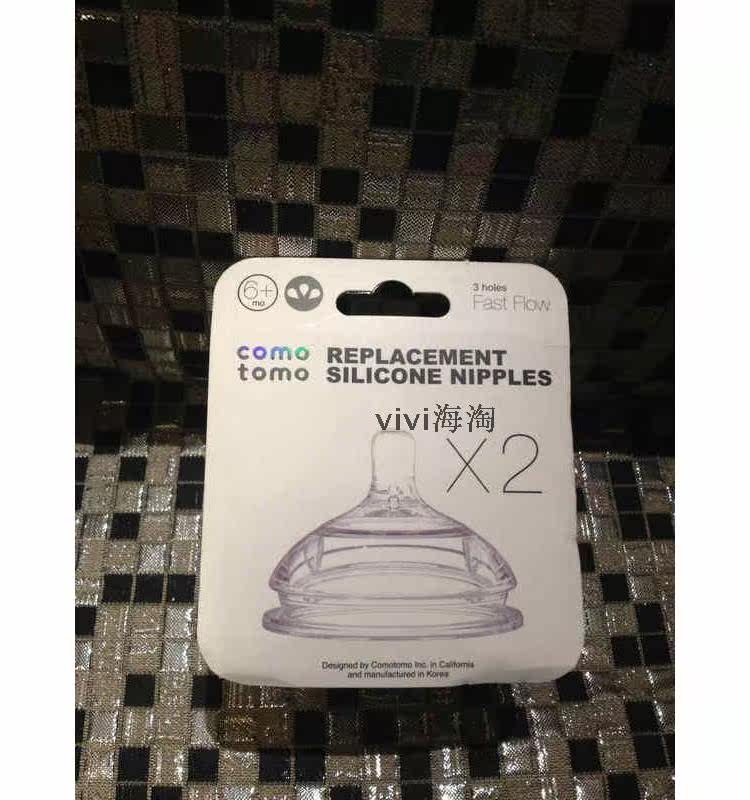 6+
mo
3 holes
Fast Flow
como
tomo
REPLACEMENT
SILICONE NIPPLES
vivi海淘
X2
Designed by Comotomo Inc. in California
and manufactured in Korea